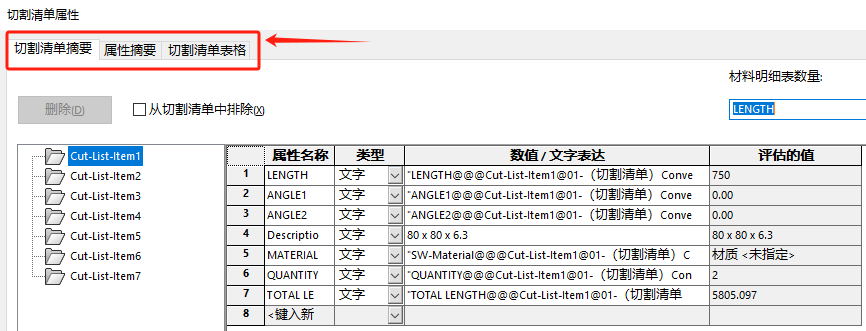 切割清单属性
切割清单摘要 属性摘要 切割清单表格
材料明细表数量:
删除(D) 从切割清单中排除(X) LENGTH
属性名称 类型 数值 / 文字表达 评估的值
Cut-List-Item1
Cut-List-Item2
Cut-List-Item3
Cut-List-Item4
Cut-List-Item5
Cut-List-Item6
Cut-List-Item7
1 LENGTH 文字 "LENGTH@@@Cut-List-Item1@01-（切割清单）Conve 750
2 ANGLE1 文字 "ANGLE1@@@Cut-List-Item1@01-（切割清单）Conve 0.00
3 ANGLE2 文字 "ANGLE2@@@Cut-List-Item1@01-（切割清单）Conve 0.00
4 Descriptio 文字 80 x 80 x 6.3 80 x 80 x 6.3
5 MATERIAL 文字 "SW-Material@@@Cut-List-Item1@01-（切割清单）C 材质 <未指定>
6 QUANTITY 文字 "QUANTITY@@@Cut-List-Item1@01-（切割清单）Con 2
7 TOTAL LE 文字 "TOTAL LENGTH@@@Cut-List-Item1@01-（切割清单 5805.097
8 <键入新